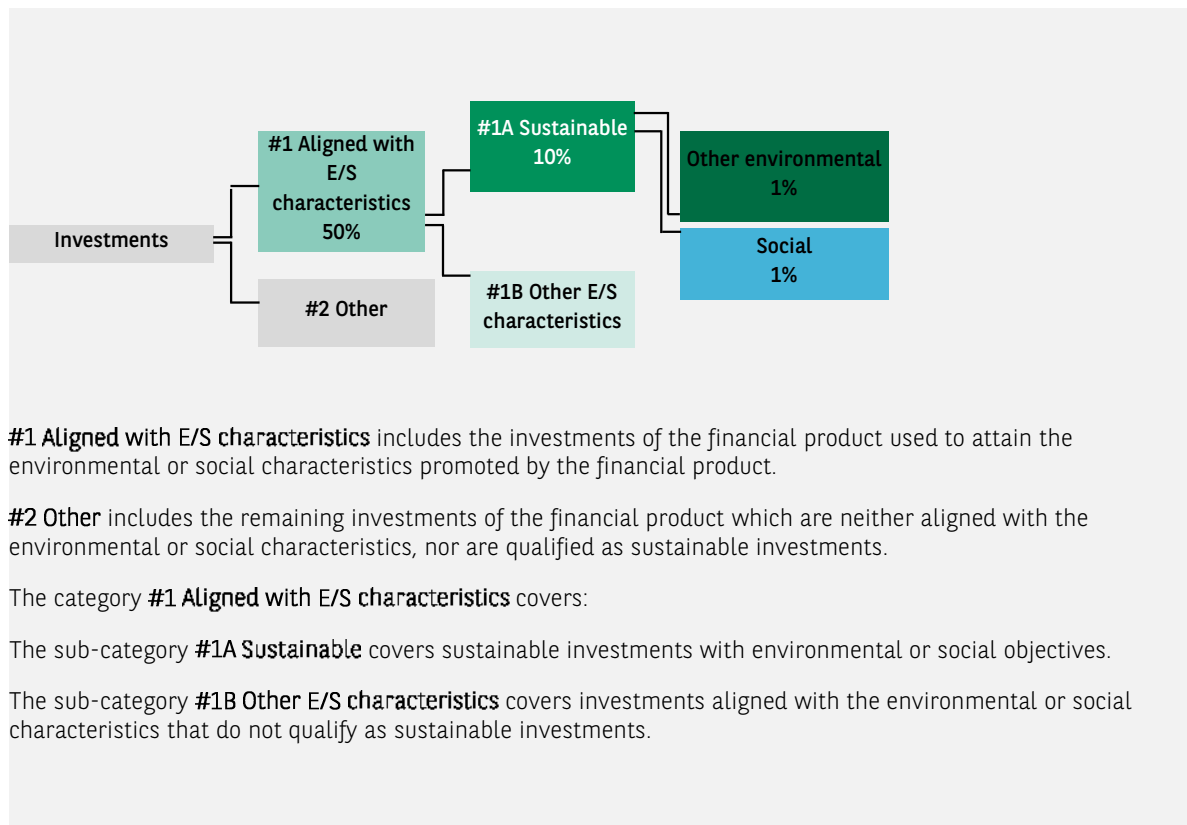 Investments
#1 Aligned with
E/S
characteristics
50%
#2 Other
#1A Sustainable
10%
#1B Other E/S
characteristics
Other environmental
1%
Social
1%
#1 Aligned with E/S characteristics includes the investments of the financial product used to attain the
environmental or social characteristics promoted by the financial product.
#2 Other includes the remaining investments of the financial product which are neither aligned with the
environmental or social characteristics, nor are qualified as sustainable investments.
The category #1 Aligned with E/S characteristics covers:
The sub-category #1A Sustainable covers sustainable investments with environmental or social objectives.
The sub-category #1B Other E/S characteristics covers investments aligned with the environmental or social
characteristics that do not qualify as sustainable investments.